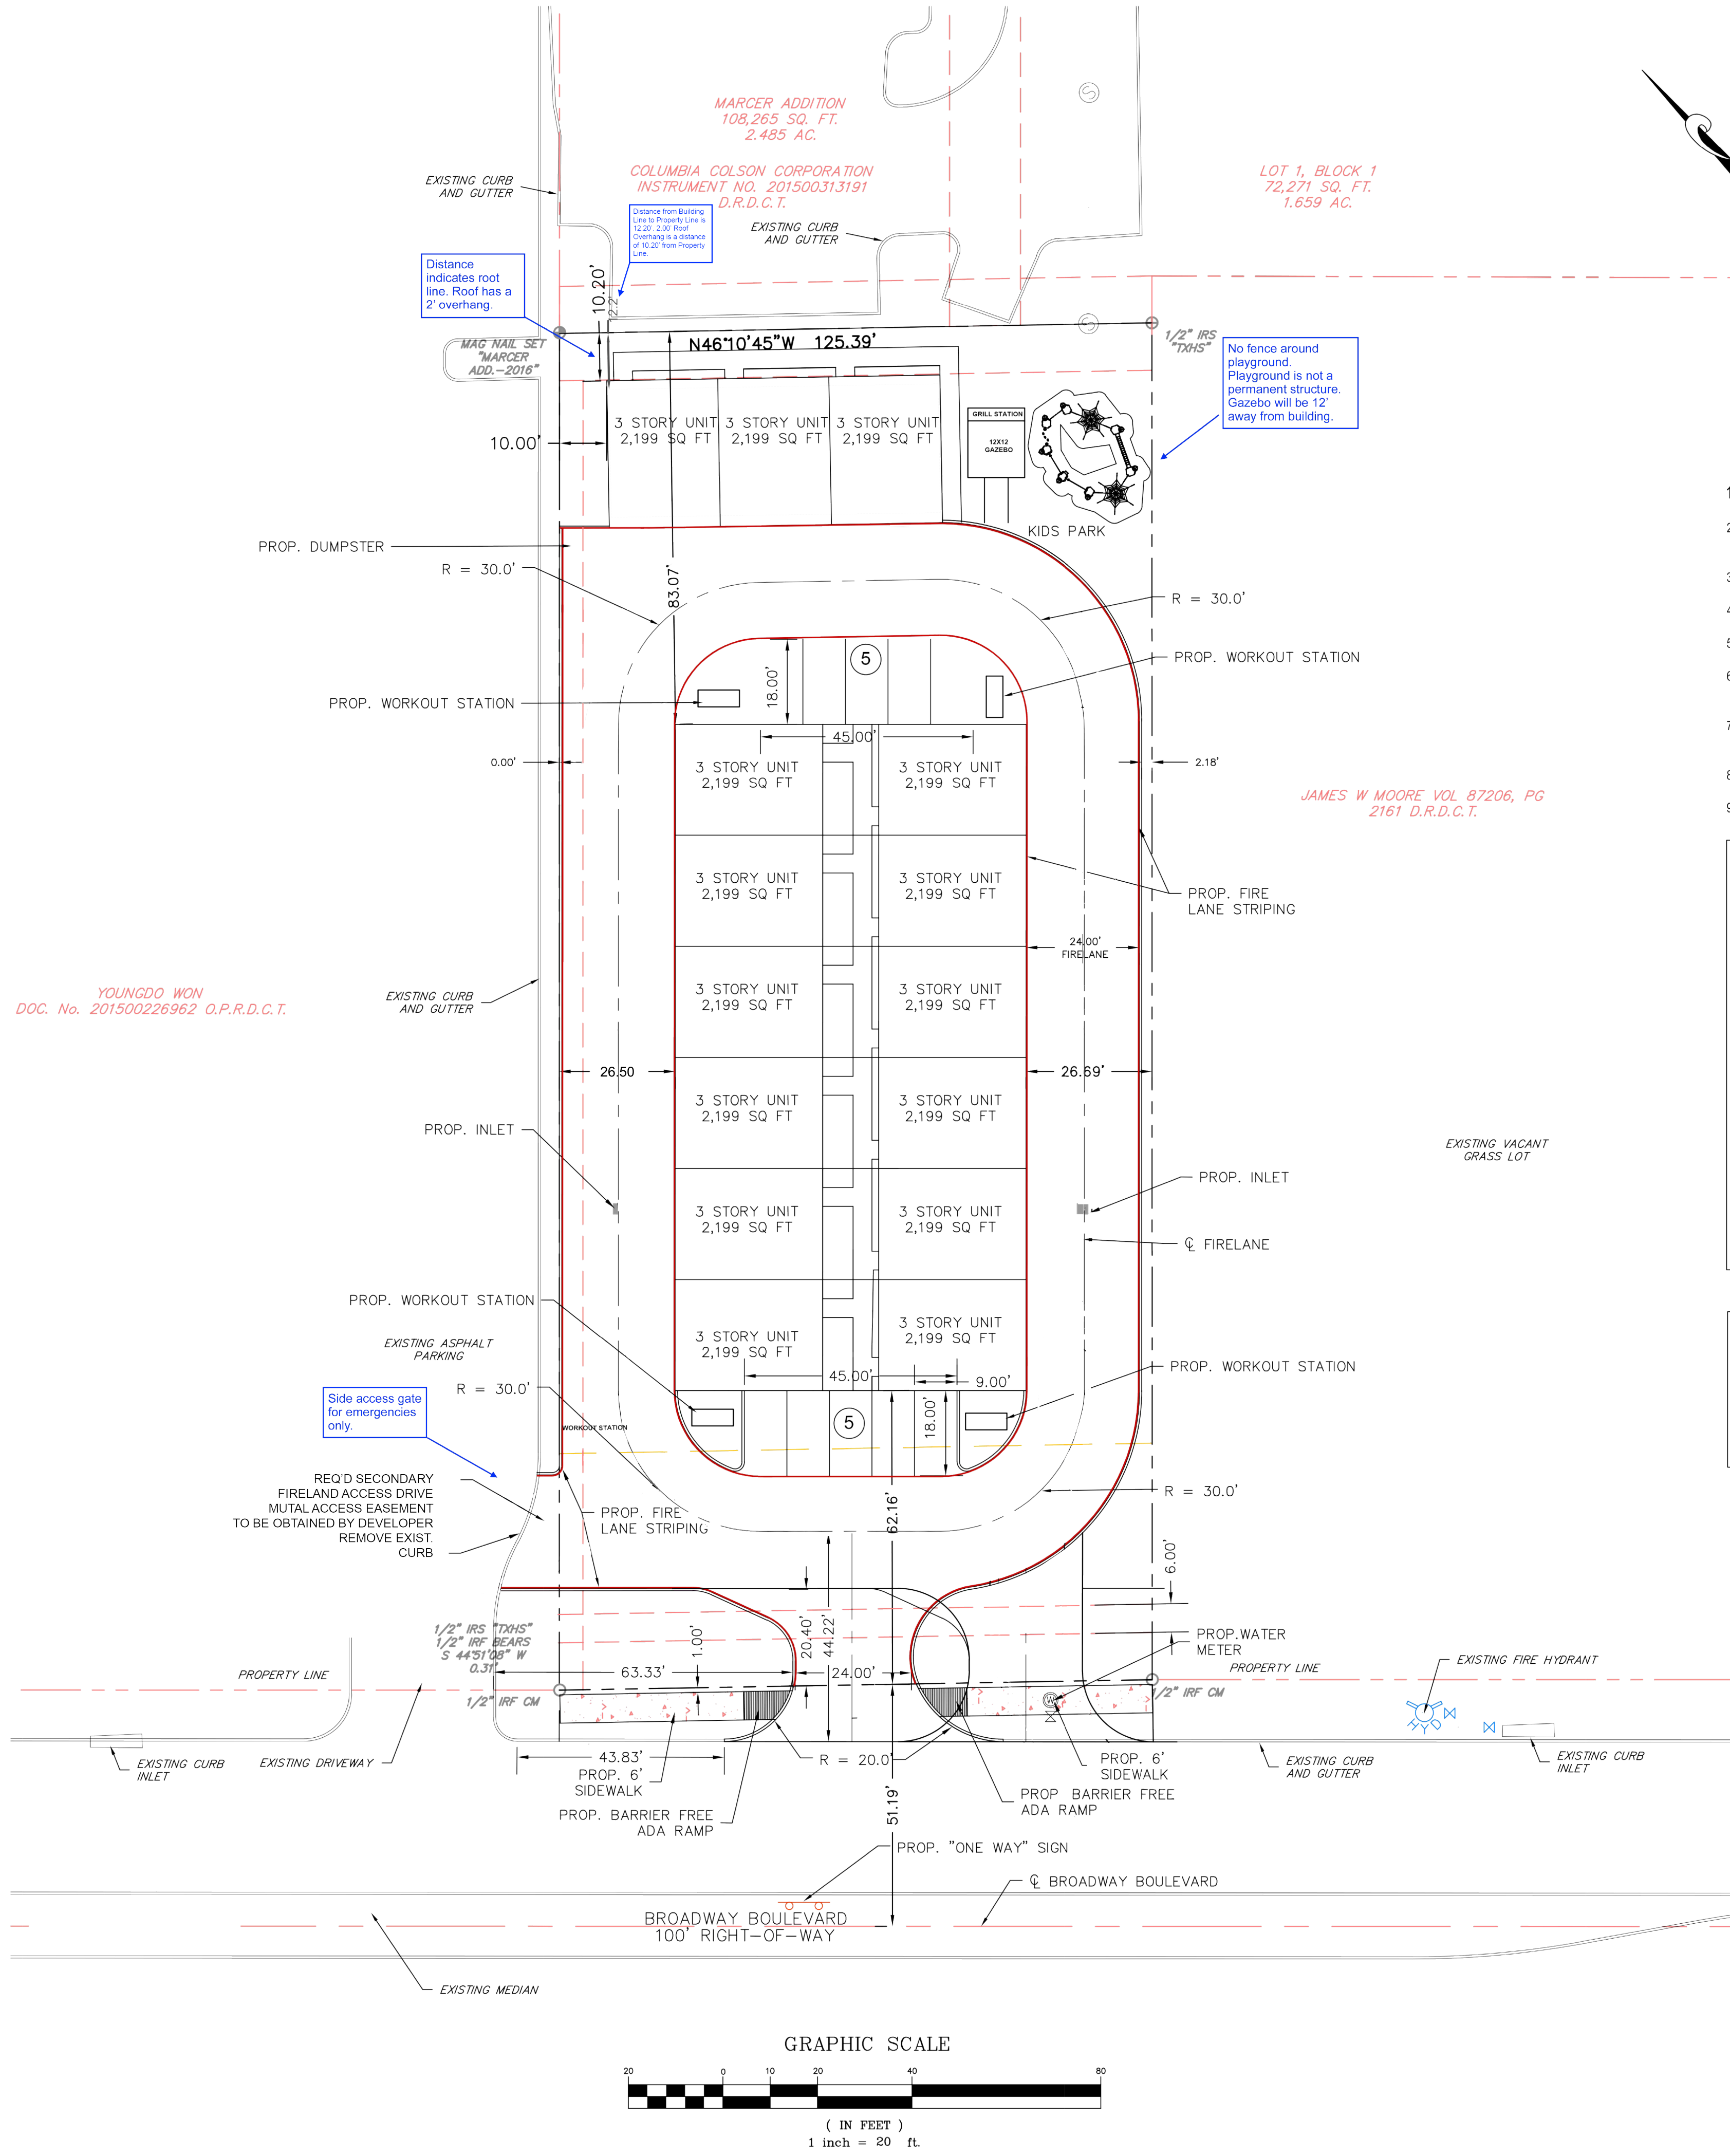 MARCER ADDITION
108,265 SQ. FT.
2.485 AC.
COLUMBIA COLSON CORPORATION
INSTRUMENT NO. 201500313191
D.R.D.C.T.
LOT 1, BLOCK 1
72,271 SQ. FT.
1.659 AC.
EXISTING CURB
AND GUTTER
Distance from Building
Line to Property Line is
12.20'. 2.00' Roof
Overhang is a distance
of 10.20' from Property
Line.
EXISTING CURB
AND GUTTER
Distance
indicates root
line. Roof has a
2' overhang.
10.20'
12.2'
S
S
MAG NAIL SET
"MARCER
ADD.-2016"
N46°10'45"W 125.39'
1/2" IRS
"TXHS"
No fence around
playground.
Playground is not a
permanent structure.
Gazebo will be 12'
away from building.
3 STORY UNIT
2,199 SQ FT
3 STORY UNIT
2,199 SQ FT
3 STORY UNIT
2,199 SQ FT
GRILL STATION
12X12
GAZEBO
10.00'
KIDS PARK
PROP. DUMPSTER
R = 30.0'
83.07'
R = 30.0'
PROP. WORKOUT STATION
5
18.00'
PROP. WORKOUT STATION
45.00'
0.00'
2.18'
3 STORY UNIT
2,199 SQ FT
3 STORY UNIT
2,199 SQ FT
JAMES W MOORE VOL 87206, PG
2161 D.R.D.C.T.
3 STORY UNIT
2,199 SQ FT
3 STORY UNIT
2,199 SQ FT
PROP. FIRE
LANE STRIPING
24.00'
FIRELANE
YOUNGDO WON
DOC. No. 201500226962 O.P.R.D.C.T.
EXISTING CURB
AND GUTTER
3 STORY UNIT
2,199 SQ FT
3 STORY UNIT
2,199 SQ FT
26.50
26.69'
3 STORY UNIT
2,199 SQ FT
3 STORY UNIT
2,199 SQ FT
PROP. INLET
EXISTING VACANT
GRASS LOT
PROP. INLET
3 STORY UNIT
2,199 SQ FT
3 STORY UNIT
2,199 SQ FT
℄ FIRELANE
PROP. WORKOUT STATION
EXISTING ASPHALT
PARKING
3 STORY UNIT
2,199 SQ FT
3 STORY UNIT
2,199 SQ FT
PROP. WORKOUT STATION
45.00'
9.00'
R = 30.0'
Side access gate
for emergencies
only.
WORKOUT STATION
5
18.00'
REQ'D SECONDARY
FIRELAND ACCESS DRIVE
MUTAL ACCESS EASEMENT
TO BE OBTAINED BY DEVELOPER
REMOVE EXIST.
CURB
PROP. FIRE
LANE STRIPING
62.16'
R = 30.0'
6.00'
1/2" IRS "TXHS"
1/2" IRF BEARS
S 44°51'08" W
0.31'
1.00'
20.40'
44.22'
PROP.WATER
METER
PROPERTY LINE
63.33'
24.00'
PROPERTY LINE
EXISTING FIRE HYDRANT
1/2" IRF CM
1/2" IRF CM
W
HYD
EXISTING CURB
INLET
EXISTING DRIVEWAY
43.83'
PROP. 6'
SIDEWALK
R = 20.0'
PROP. 6'
SIDEWALK
EXISTING CURB
AND GUTTER
EXISTING CURB
INLET
PROP. BARRIER FREE
ADA RAMP
51.19'
PROP BARRIER FREE
ADA RAMP
PROP. "ONE WAY" SIGN
℄ BROADWAY BOULEVARD
BROADWAY BOULEVARD
100' RIGHT-OF-WAY
EXISTING MEDIAN
GRAPHIC SCALE
20 0 10 20 40 80
( IN FEET )
1 inch = 20 ft.